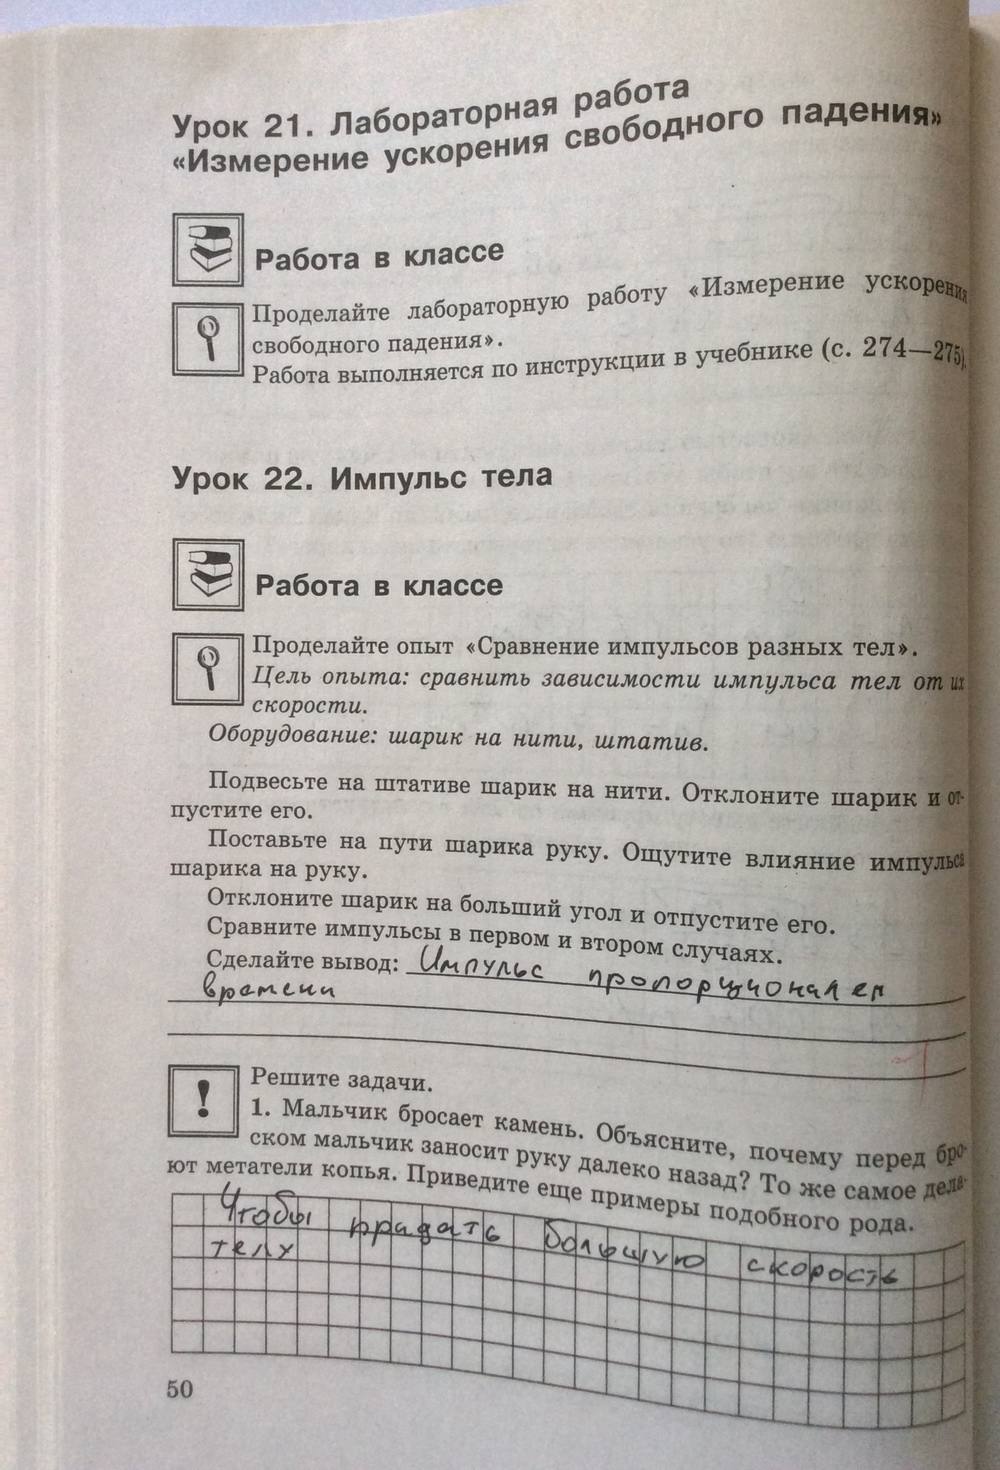 Урок 21. Лабораторная работа
«Измерение ускорения свободного падения»
Работа в классе
Проделайте лабораторную работу «Измерение ускорения
свободного падения».
Работа выполняется по инструкции в учебнике (с. 274—275).
Урок 22. Импульс тела
Работа в классе
Проделайте опыт «Сравнение импульсов разных тел».
Цель опыта: сравнить зависимости импульса тел от их
скорости.
Оборудование: шарик на нити, штатив.
Подвесьте на штативе шарик на нити. Отклоните шарик и от-
пустите его.
Поставьте на пути шарика руку. Ощутите влияние импульса
шарика на руку.
Отклоните шарик на больший угол и отпустите его.
Сравните импульсы в первом и втором случаях.
Сделайте вывод: Импульс пропорционален
времени
Решите задачи.
1. Мальчик бросает камень. Объясните, почему перед бро-
ском мальчик заносит руку далеко назад? То же самое дела-
ют метатели копья. Приведите еще примеры подобного рода.
Чтобы придать большую скорость
телу
50